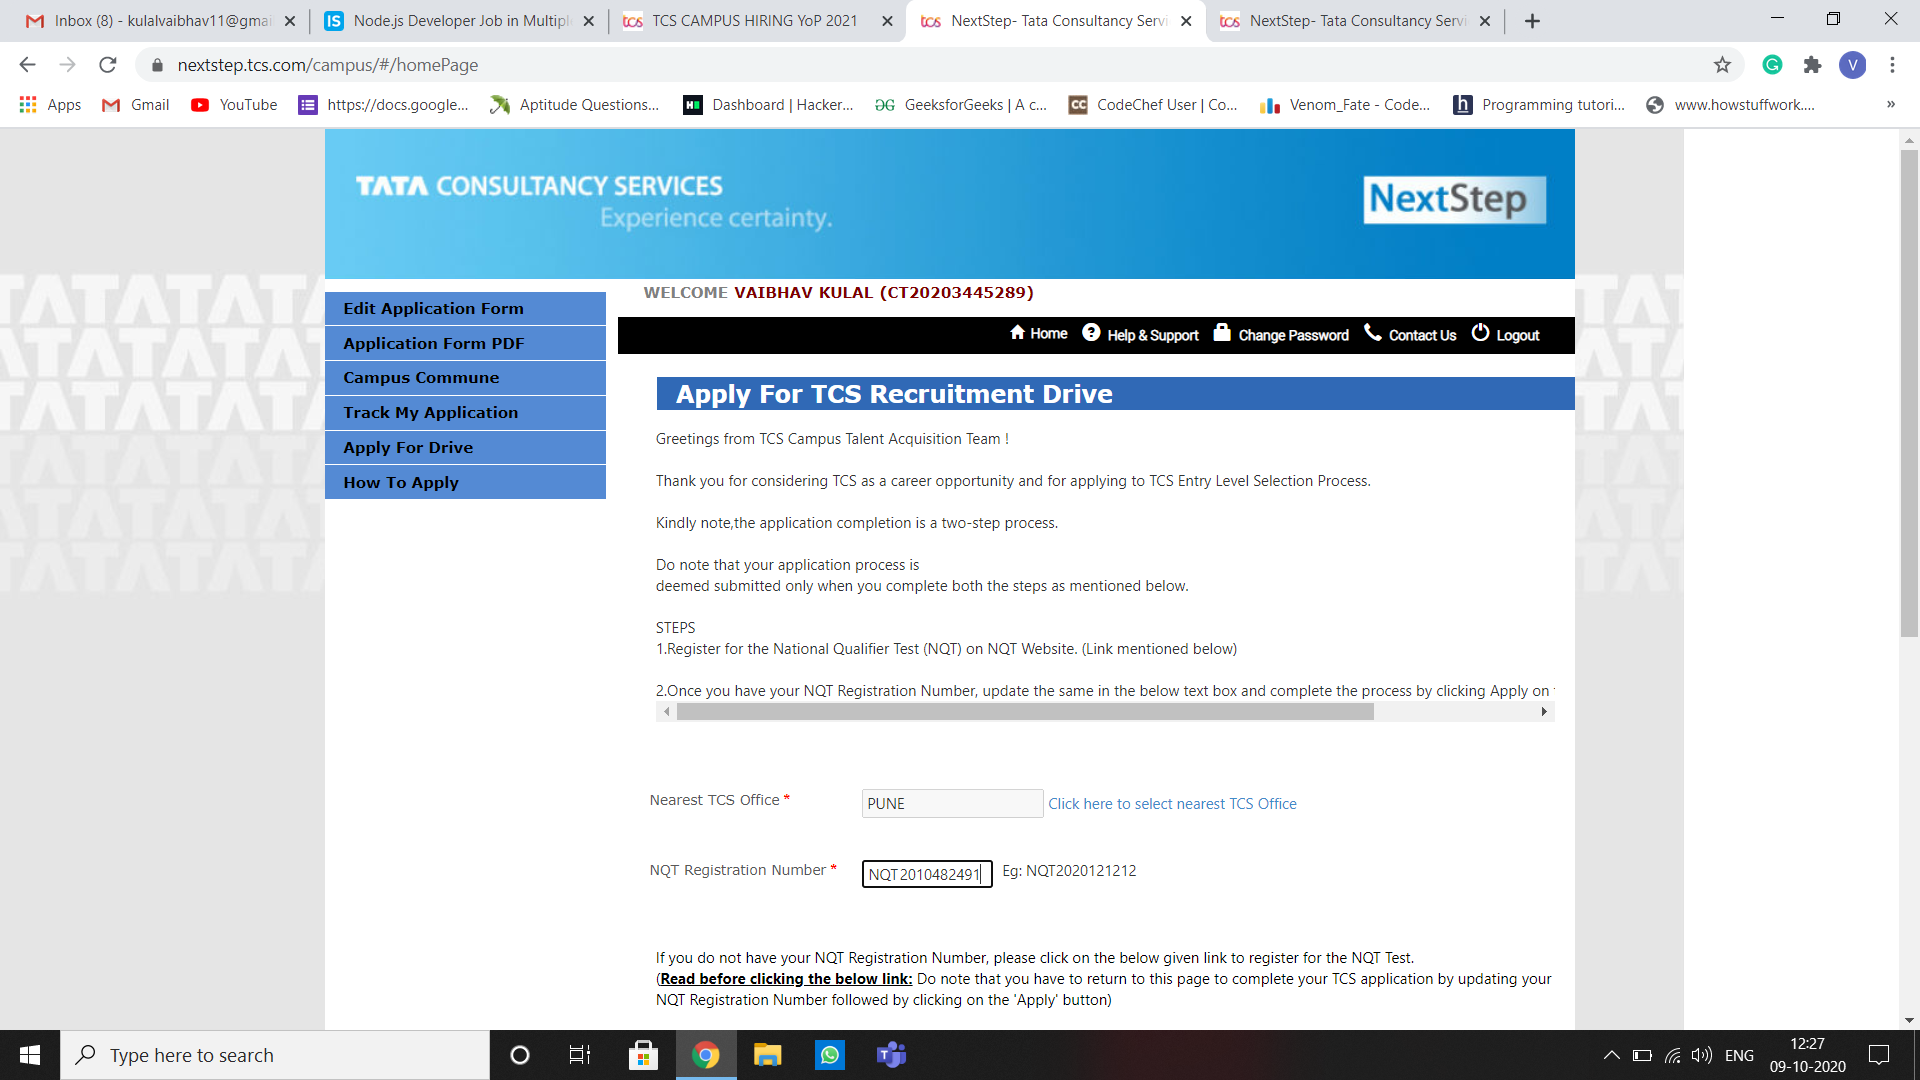 Inbox (8) - kulalvaibhav11@gmai
Node.js Developer Job in Multipl
TCS CAMPUS HIRING YoP 2021
NextStep- Tata Consultancy Servi
NextStep- Tata Consultancy Servi
nextstep.tcs.com/campus/#/homePage
V
Apps
Gmail
YouTube
https://docs.google...
Aptitude Questions...
Dashboard | Hacker...
GeeksforGeeks | A c...
CodeChef User | Co...
Venom_Fate - Code...
Programming tutori...
www.howstuffwork....
»
TATA CONSULTANCY SERVICES
Experience certainty.
NextStep
WELCOME VAIBHAV KULAL (CT20203445289)
Home
Help & Support
Change Password
Contact Us
Logout
Edit Application Form
Application Form PDF
Campus Commune
Track My Application
Apply For Drive
How To Apply
Apply For TCS Recruitment Drive
Greetings from TCS Campus Talent Acquisition Team !
Thank you for considering TCS as a career opportunity and for applying to TCS Entry Level Selection Process.
Kindly note,the application completion is a two-step process.
Do note that your application process is
deemed submitted only when you complete both the steps as mentioned below.
STEPS
1.Register for the National Qualifier Test (NQT) on NQT Website. (Link mentioned below)
2.Once you have your NQT Registration Number, update the same in the below text box and complete the process by clicking Apply on
Nearest TCS Office *
PUNE
Click here to select nearest TCS Office
NQT Registration Number *
NQT2010482491
Eg: NQT2020121212
If you do not have your NQT Registration Number, please click on the below given link to register for the NQT Test.
(Read before clicking the below link: Do note that you have to return to this page to complete your TCS application by updating your
NQT Registration Number followed by clicking on the 'Apply' button)
Type here to search
ENG
12:27
09-10-2020